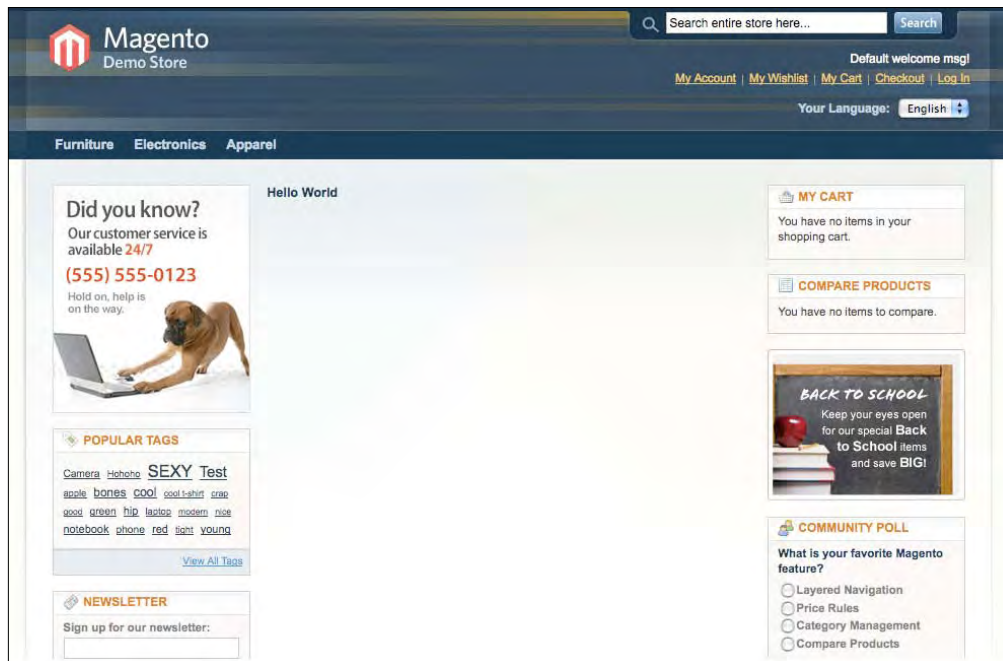 Magento
Demo Store
Search entire store here...
Search
Default welcome msg!
My Account | My Wishlist | My Cart | Checkout | Log In
Your Language: English
Furniture Electronics Apparel
Did you know?
Our customer service is
available 24/7
(555) 555-0123
Hold on, help is
on the way.
POPULAR TAGS
Camera Hohoho SEXY Test
apple bones cool cool t-shirt crap
good green hip laptop modern nice
notebook phone red tight young
View All Tags
NEWSLETTER
Sign up for our newsletter:
Hello World
MY CART
You have no items in your
shopping cart.
COMPARE PRODUCTS
You have no items to compare.
BACK TO SCHOOL
Keep your eyes open
for our special Back
to School items
and save BIG!
COMMUNITY POLL
What is your favorite Magento
feature?
Layered Navigation
Price Rules
Category Management
Compare Products